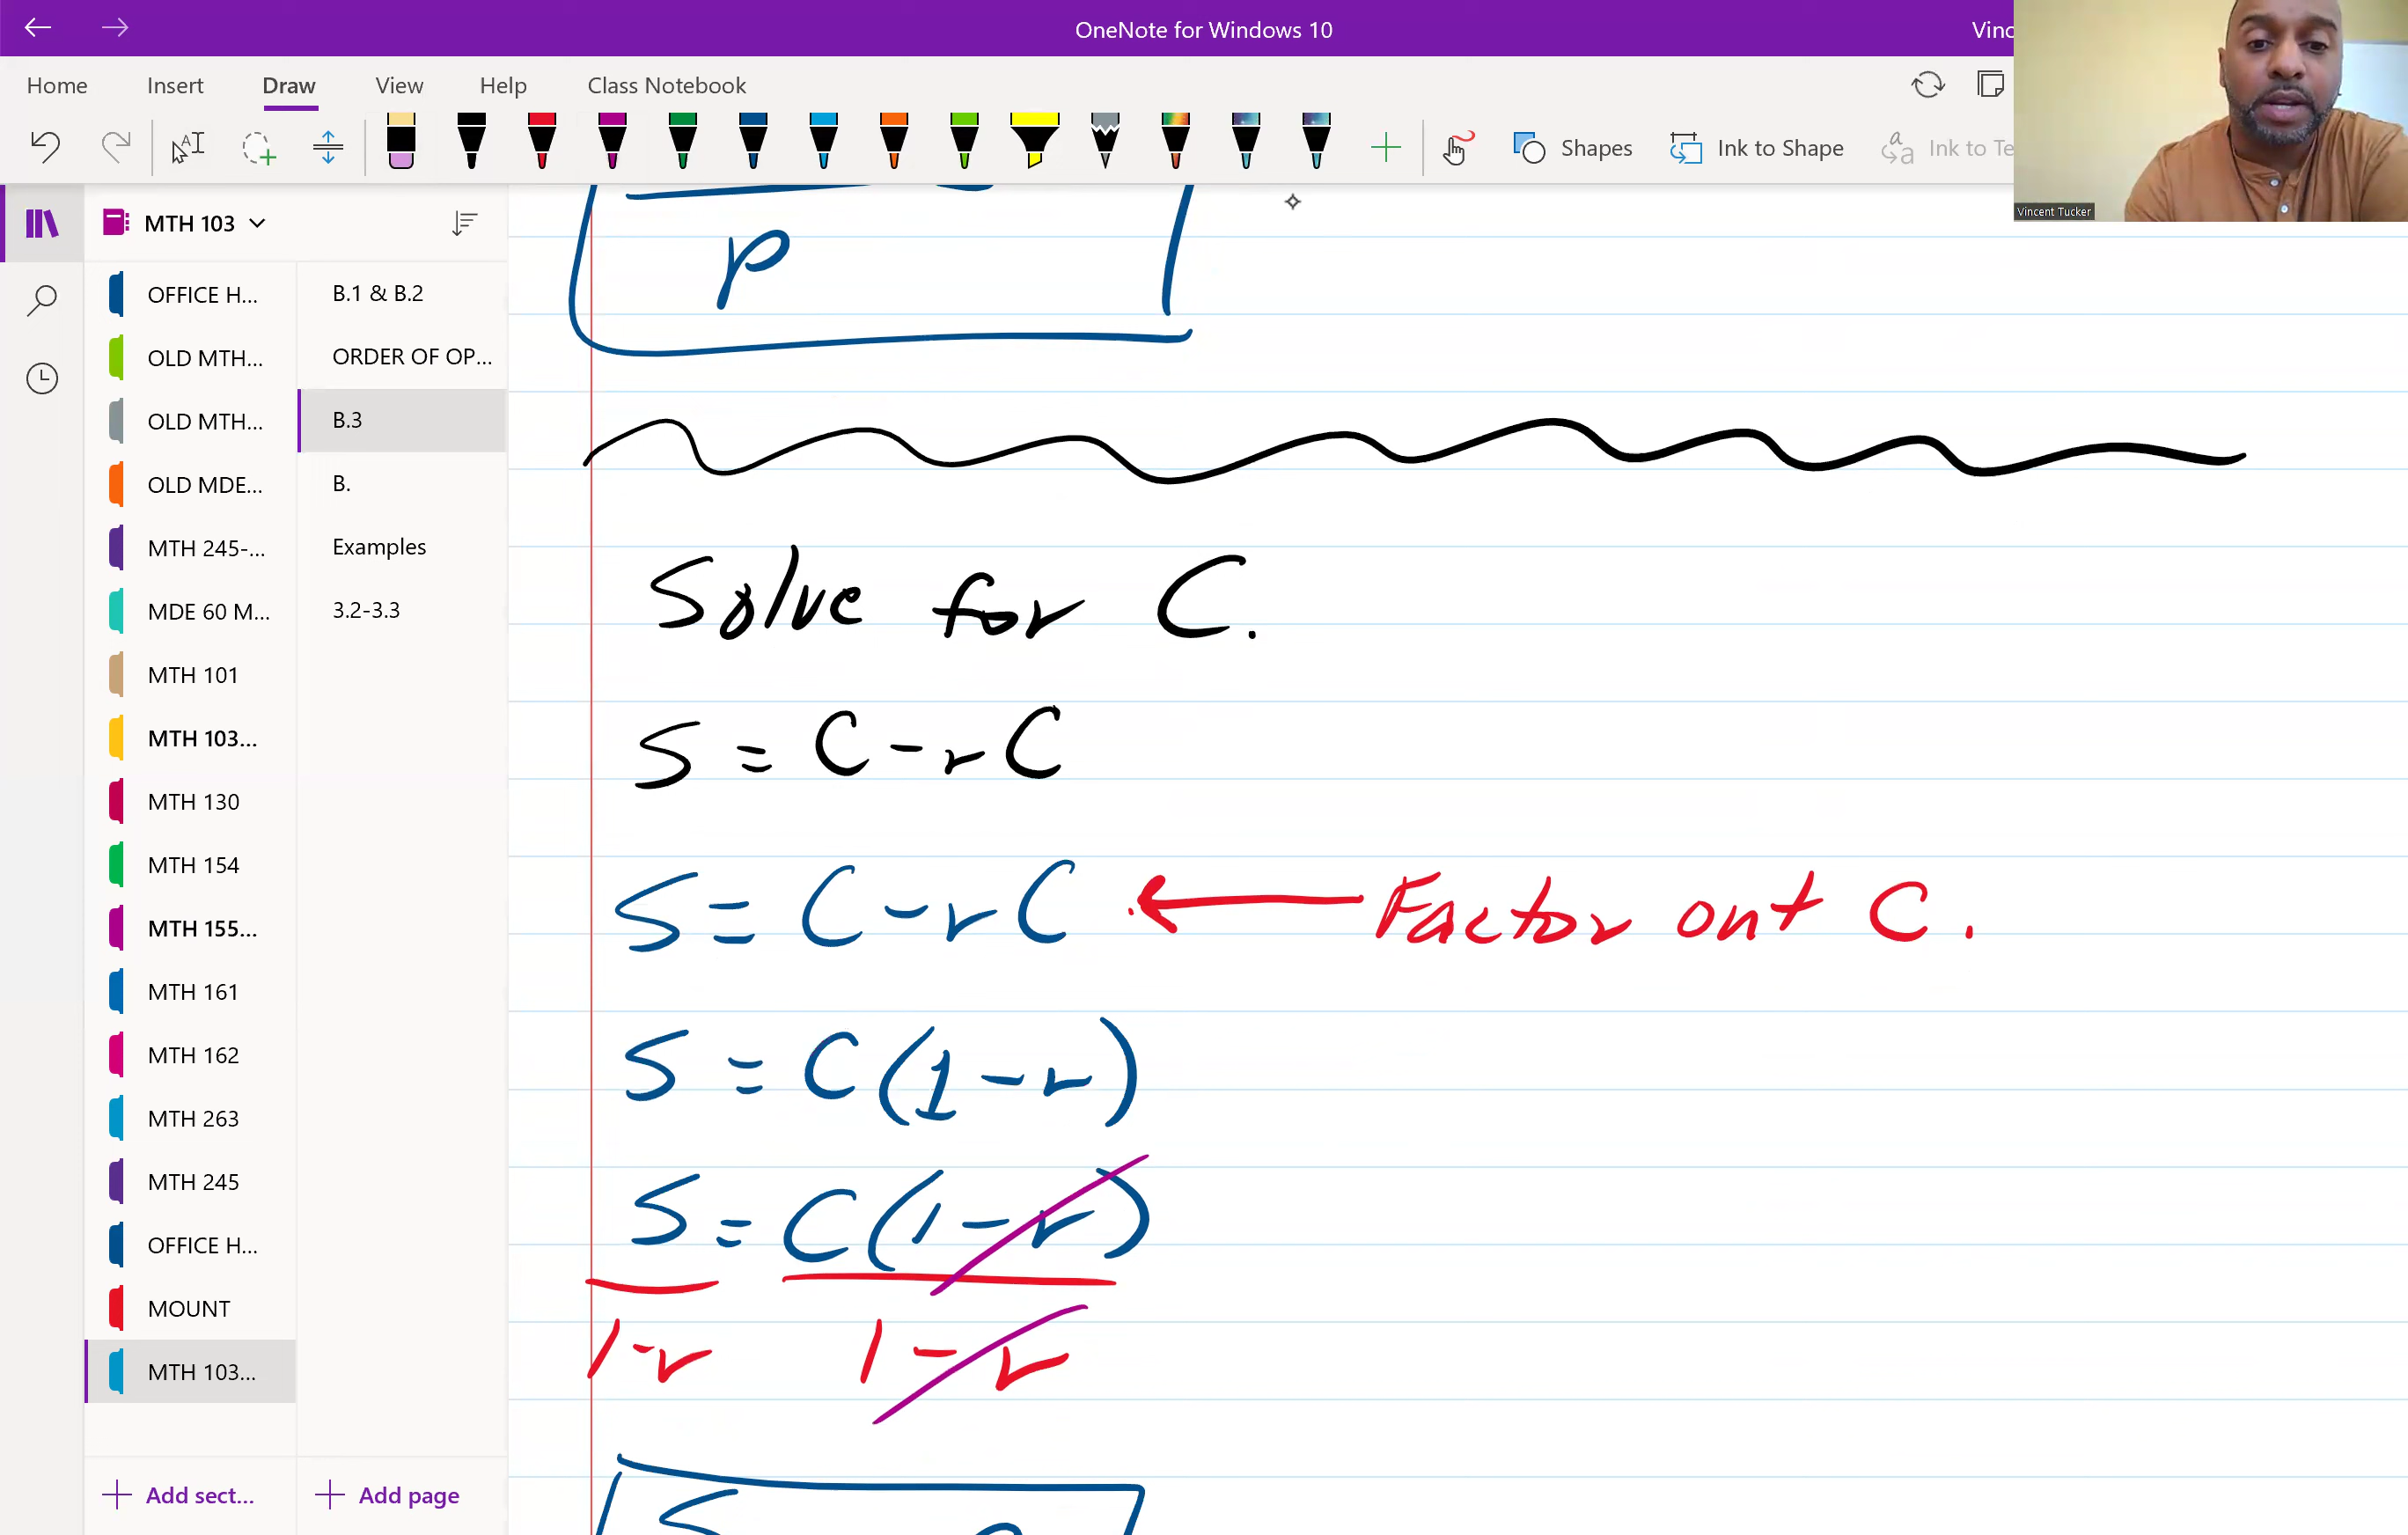 OneNote for Windows 10
Vinc
Home Insert Draw View Help Class Notebook
Shapes Ink to Shape Ink to Te
Vincent Tucker
MTH 103
OFFICE H...
OLD MTH...
OLD MTH...
OLD MDE...
MTH 245-...
MDE 60 M...
MTH 101
MTH 103...
MTH 130
MTH 154
MTH 155...
MTH 161
MTH 162
MTH 263
MTH 245
OFFICE H...
MOUNT
MTH 103...
Add sect...
B.1 & B.2
ORDER OF OP...
B.3
B.
Examples
3.2-3.3
Add page
p
Solve for C.
S = C - rC
S = C - rC ← Factor out C.
S = C(1 - r)
S = C(1 - r)
1-r 1-r
S